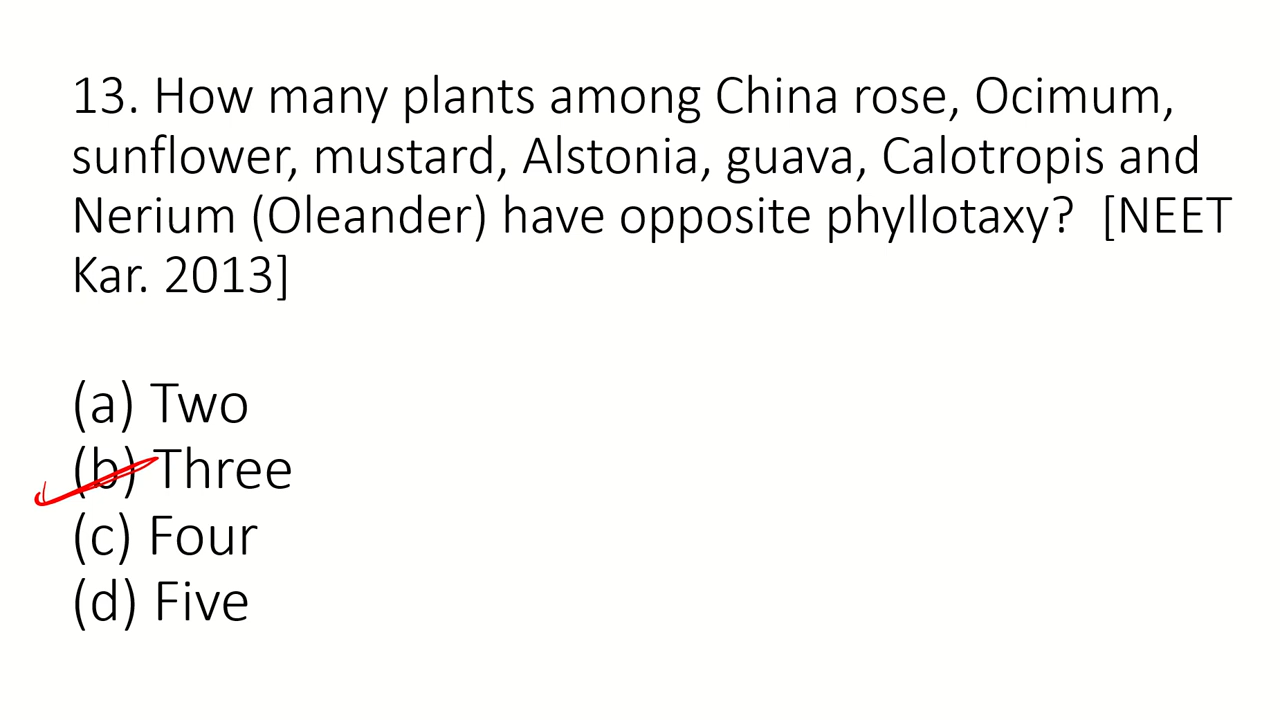 13. How many plants among China rose, Ocimum,
sunflower, mustard, Alstonia, guava, Calotropis and
Nerium (Oleander) have opposite phyllotaxy?  [NEET
Kar. 2013]
(a) Two
(b) Three
(c) Four
(d) Five